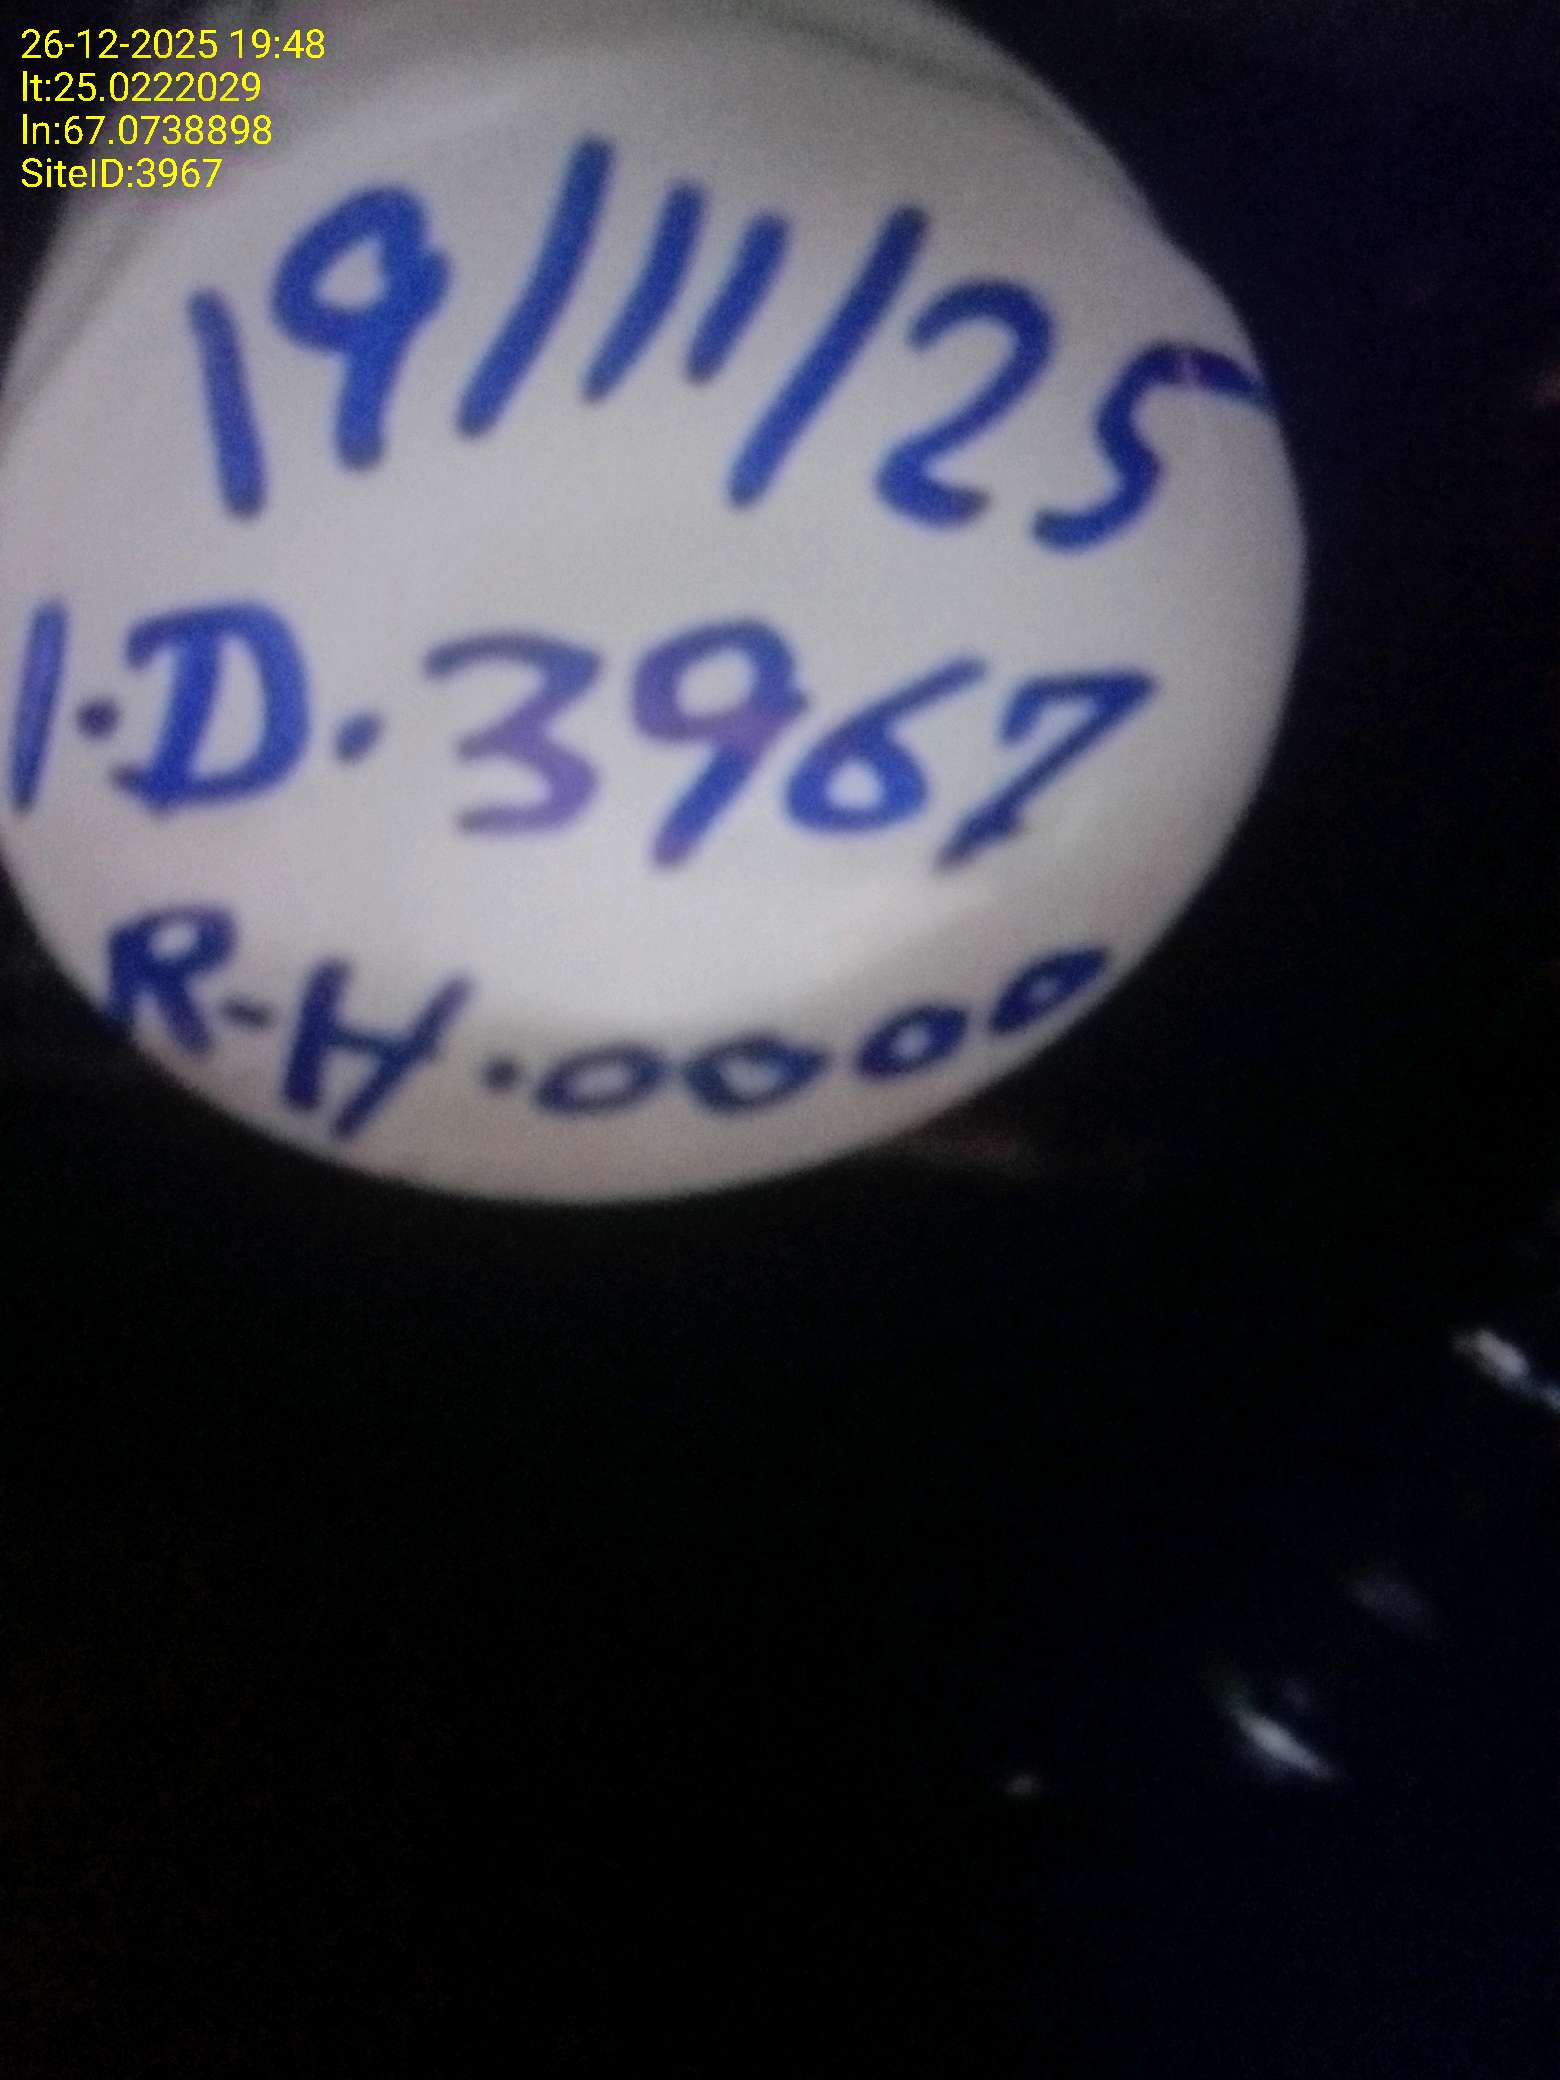 26-12-2025 19:48
lt:25.0222029
ln:67.0738898
SiteID:3967
19/11/25
I.D. 3967
R-H.0000